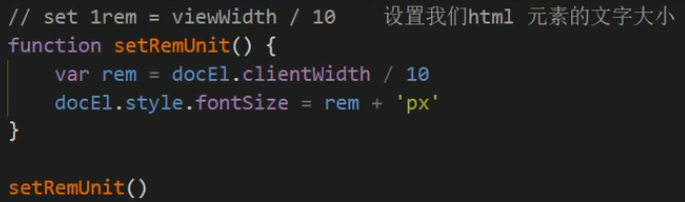 // set 1rem = viewWidth / 10    设置我们html 元素的文字大小
function setRemUnit() {
    var rem = docEl.clientWidth / 10
    docEl.style.fontSize = rem + 'px'
}
setRemUnit()